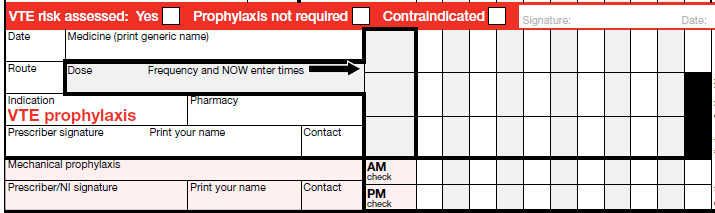 VTE risk assessed: Yes Prophylaxis not required Contraindicated Signature: Date:
Date Medicine (print generic name)
Route Dose Frequency and NOW enter times
Indication Pharmacy
VTE prophylaxis
Prescriber signature Print your name Contact
Mechanical prophylaxis AM
check
Prescriber/NI signature Print your name Contact PM
check